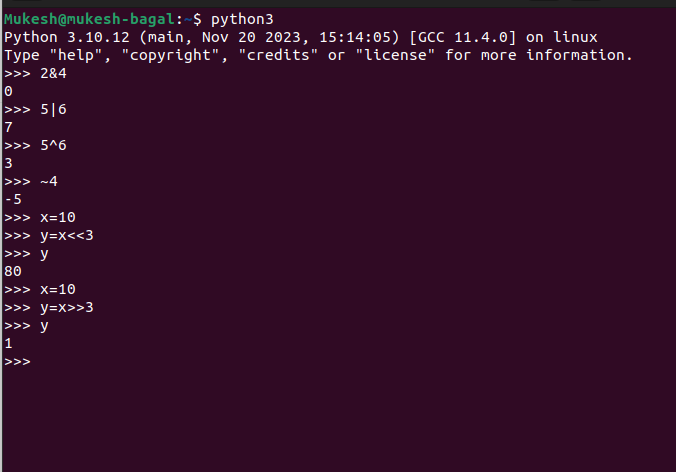 Mukesh@mukesh-bagal:~$ python3
Python 3.10.12 (main, Nov 20 2023, 15:14:05) [GCC 11.4.0] on linux
Type "help", "copyright", "credits" or "license" for more information.
>>> 2&4
0
>>> 5|6
7
>>> 5^6
3
>>> ~4
-5
>>> x=10
>>> y=x<<3
>>> y
80
>>> x=10
>>> y=x>>3
>>> y
1
>>>